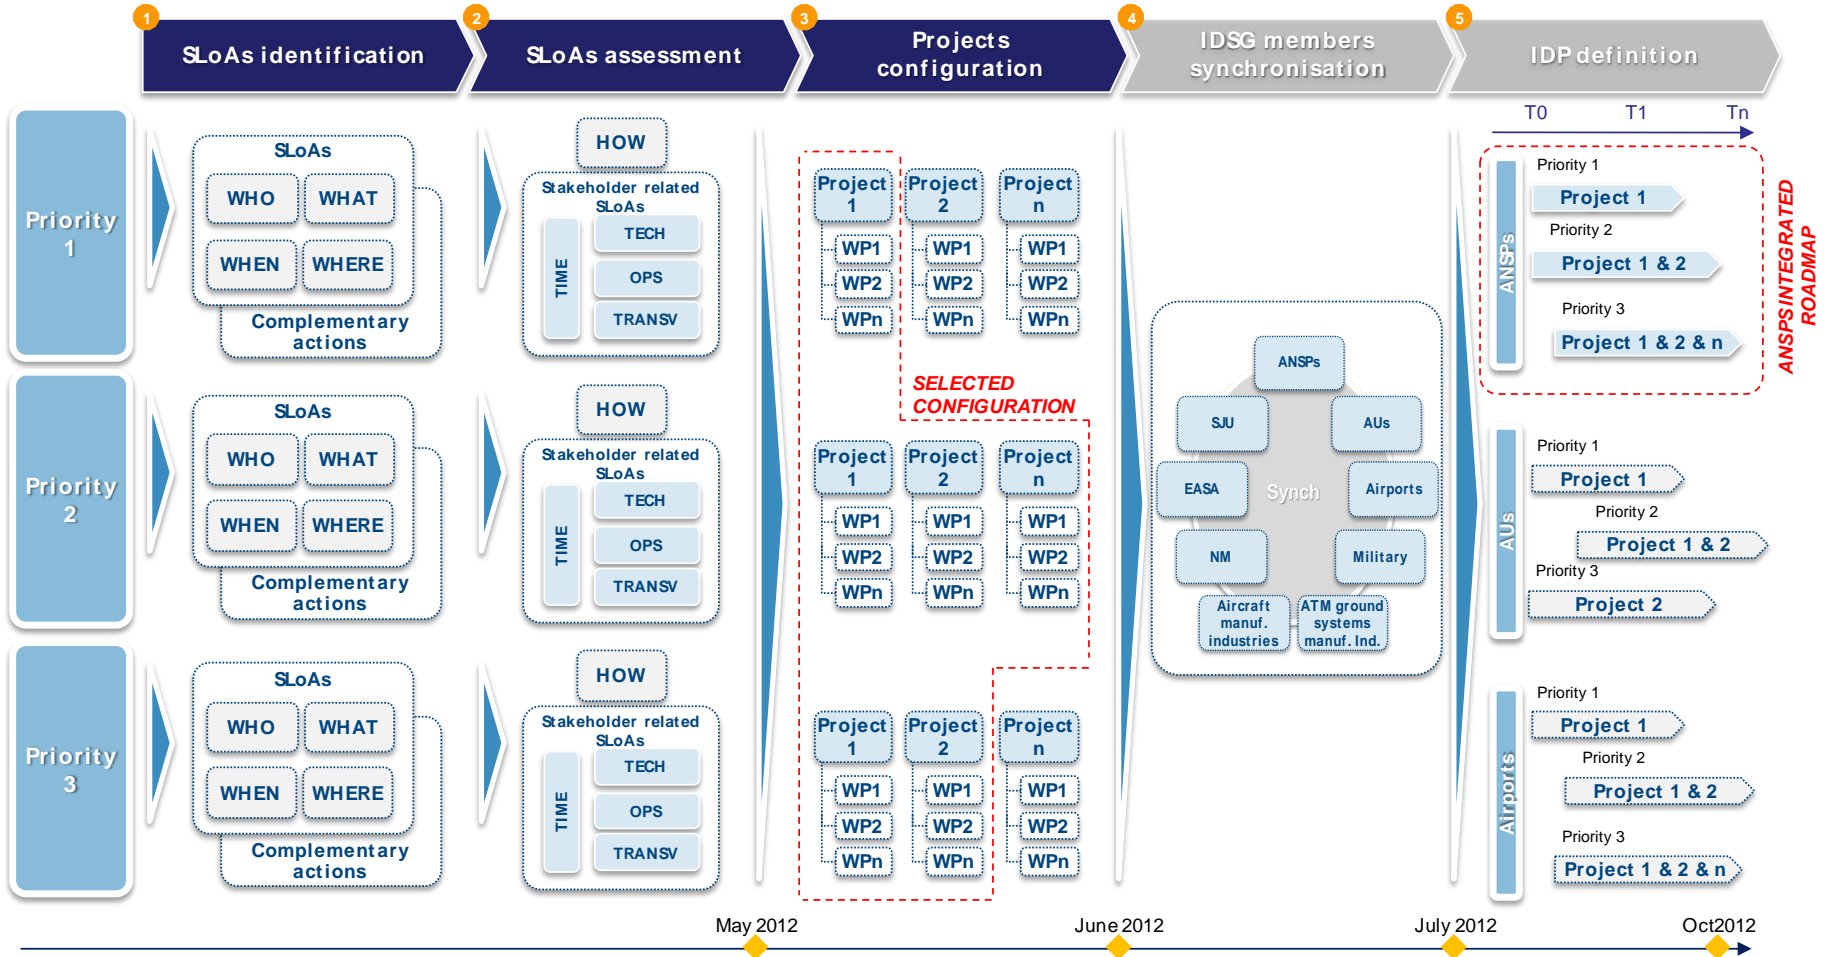 1
2
3
4
5
SLoAs identification
SLoAs assessment
Projects
configuration
IDSG members
synchronisation
IDP definition
T0
T1
Tn
Priority
1
SLoAs
WHO
WHAT
WHEN
WHERE
Complementary
actions
HOW
Stakeholder related
SLoAs
TIME
TECH
OPS
TRANSV
Project
1
WP1
WP2
WPn
Project
2
WP1
WP2
WPn
Project
n
WP1
WP2
WPn
SELECTED
CONFIGURATION
Priority
2
SLoAs
WHO
WHAT
WHEN
WHERE
Complementary
actions
HOW
Stakeholder related
SLoAs
TIME
TECH
OPS
TRANSV
Project
1
WP1
WP2
WPn
Project
2
WP1
WP2
WPn
Project
n
WP1
WP2
WPn
Priority
3
SLoAs
WHO
WHAT
WHEN
WHERE
Complementary
actions
HOW
Stakeholder related
SLoAs
TIME
TECH
OPS
TRANSV
Project
1
WP1
WP2
WPn
Project
2
WP1
WP2
WPn
Project
n
WP1
WP2
WPn
ANSPs
SJU
AUs
EASA
Synch
Airports
NM
Military
Aircraft
manuf.
industries
ATM ground
systems
manuf. Ind.
ANSPs
Priority 1
Project 1
Priority 2
Project 1 & 2
Priority 3
Project 1 & 2 & n
ANSPSINTEGRATED
ROADMAP
AUs
Priority 1
Project 1
Priority 2
Project 1 & 2
Priority 3
Project 2
Airports
Priority 1
Project 1
Priority 2
Project 1 & 2
Priority 3
Project 1 & 2 & n
May 2012
June 2012
July 2012
Oct2012